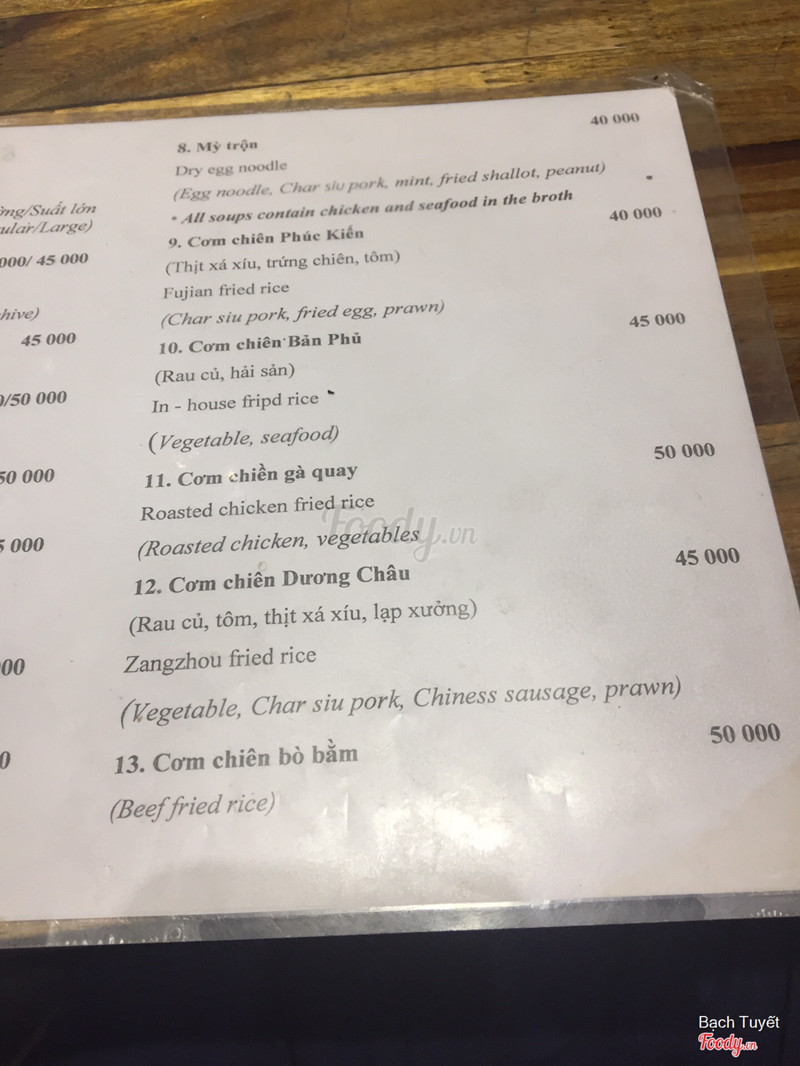 ờng/Suất lớn
ular/Large)
000/ 45 000
hive)
45 000
0/50 000
50 000
5 000
00
0
8. Mỳ trộn 40 000
Dry egg noodle
(Egg noodle, Char siu pork, mint, fried shallot, peanut)
* All soups contain chicken and seafood in the broth
9. Cơm chiên Phúc Kiến 40 000
(Thịt xá xíu, trứng chiên, tôm)
Fujian fried rice
(Char siu pork, fried egg, prawn)
10. Cơm chiên Bản Phủ 45 000
(Rau củ, hải sản)
In - house fripd rice
(Vegetable, seafood)
11. Cơm chiền gà quay 50 000
Roasted chicken fried rice
(Roasted chicken, vegetables
12. Cơm chiên Dương Châu 45 000
(Rau củ, tôm, thịt xá xíu, lạp xưởng)
Zangzhou fried rice
(Vegetable, Char siu pork, Chiness sausage, prawn)
13. Cơm chiên bò bằm 50 000
(Beef fried rice)
Foody.vn
Bạch Tuyết
Foody.vn